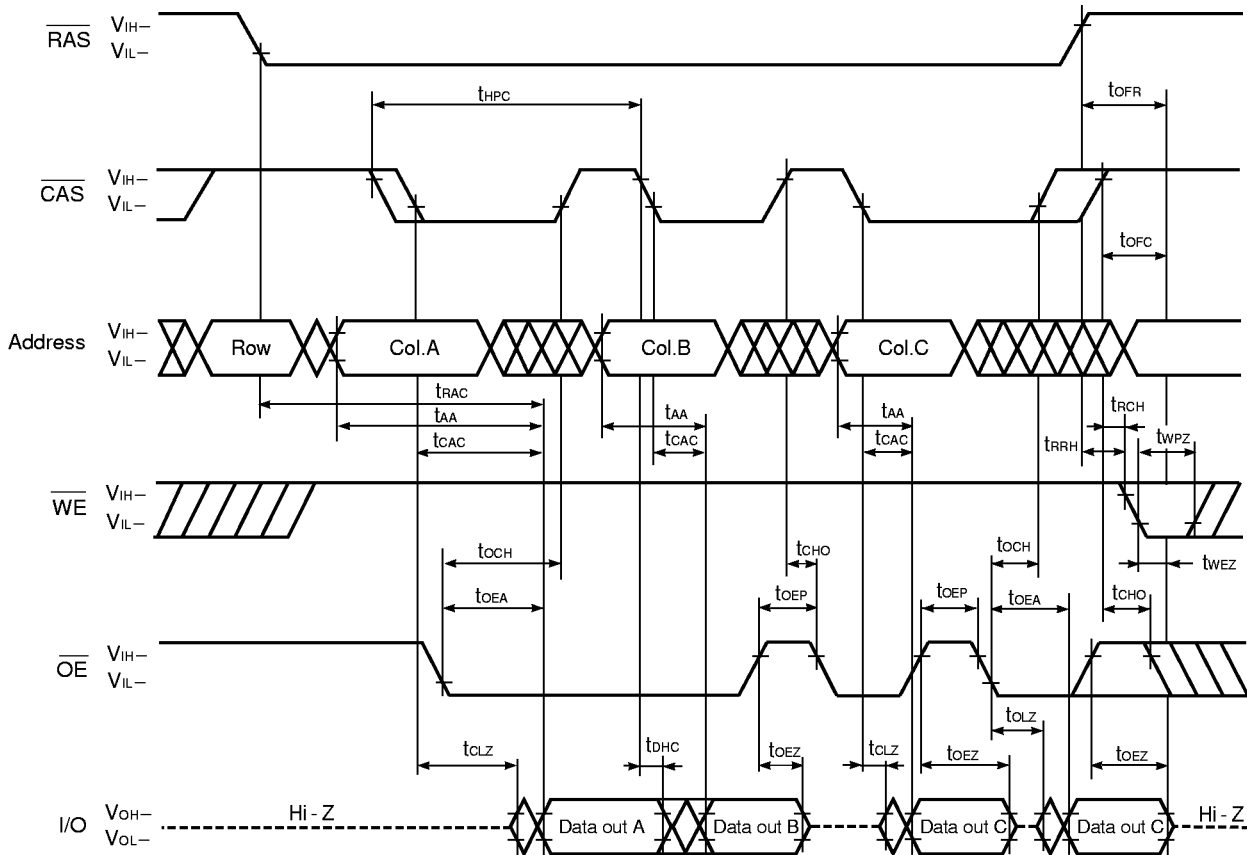 RAS VIH–
VIL–
tHPC
tOFR
CAS VIH–
VIL–
tOFC
Address VIH–
VIL–
Row Col.A Col.B Col.C
tRAC
tAA tAA tAA
tCAC tCAC tCAC
tRCH
tRRH tWPZ
WE VIH–
VIL–
tOCH tCHO tOCH tWEZ
tOEA tOEP tOEP tOEA tCHO
OE VIH–
VIL–
tOLZ
tCLZ tDHC tOEZ tCLZ tOEZ tOEZ
I/O VOH–
VOL–
Hi - Z Data out A Data out B Data out C Data out C Hi - Z